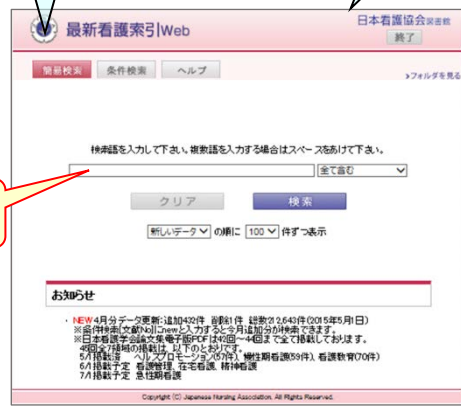 最新看護索引Web
日本看護協会図書館
終了
簡易検索 条件検索 ヘルプ
>フォルダを見る
検索語を入力して下さい。複数語を入力する場合はスペースをあけて下さい。
全て含む
クリア 検索
新しいデータ の順に 100 件ずつ表示
お知らせ
・NEW 4月分データ更新:追加432件 削除1件 総数212,643件(2015年5月1日)
※条件検索[文献No]にnewと入力すると今月追加分が検索できます。
※日本看護学会論文集電子版PDFは42回～44回まで全て掲載しております。
45回全7領域の掲載は、以下のとおりです。
5/1掲載済 ヘルスプロモーション(57件), 慢性期看護(59件), 看護教育(70件)
6/1掲載予定 看護管理, 在宅看護, 精神看護
7/1掲載予定 急性期看護
Copyright (C) Japanese Nursing Association. All Rights Reserved.